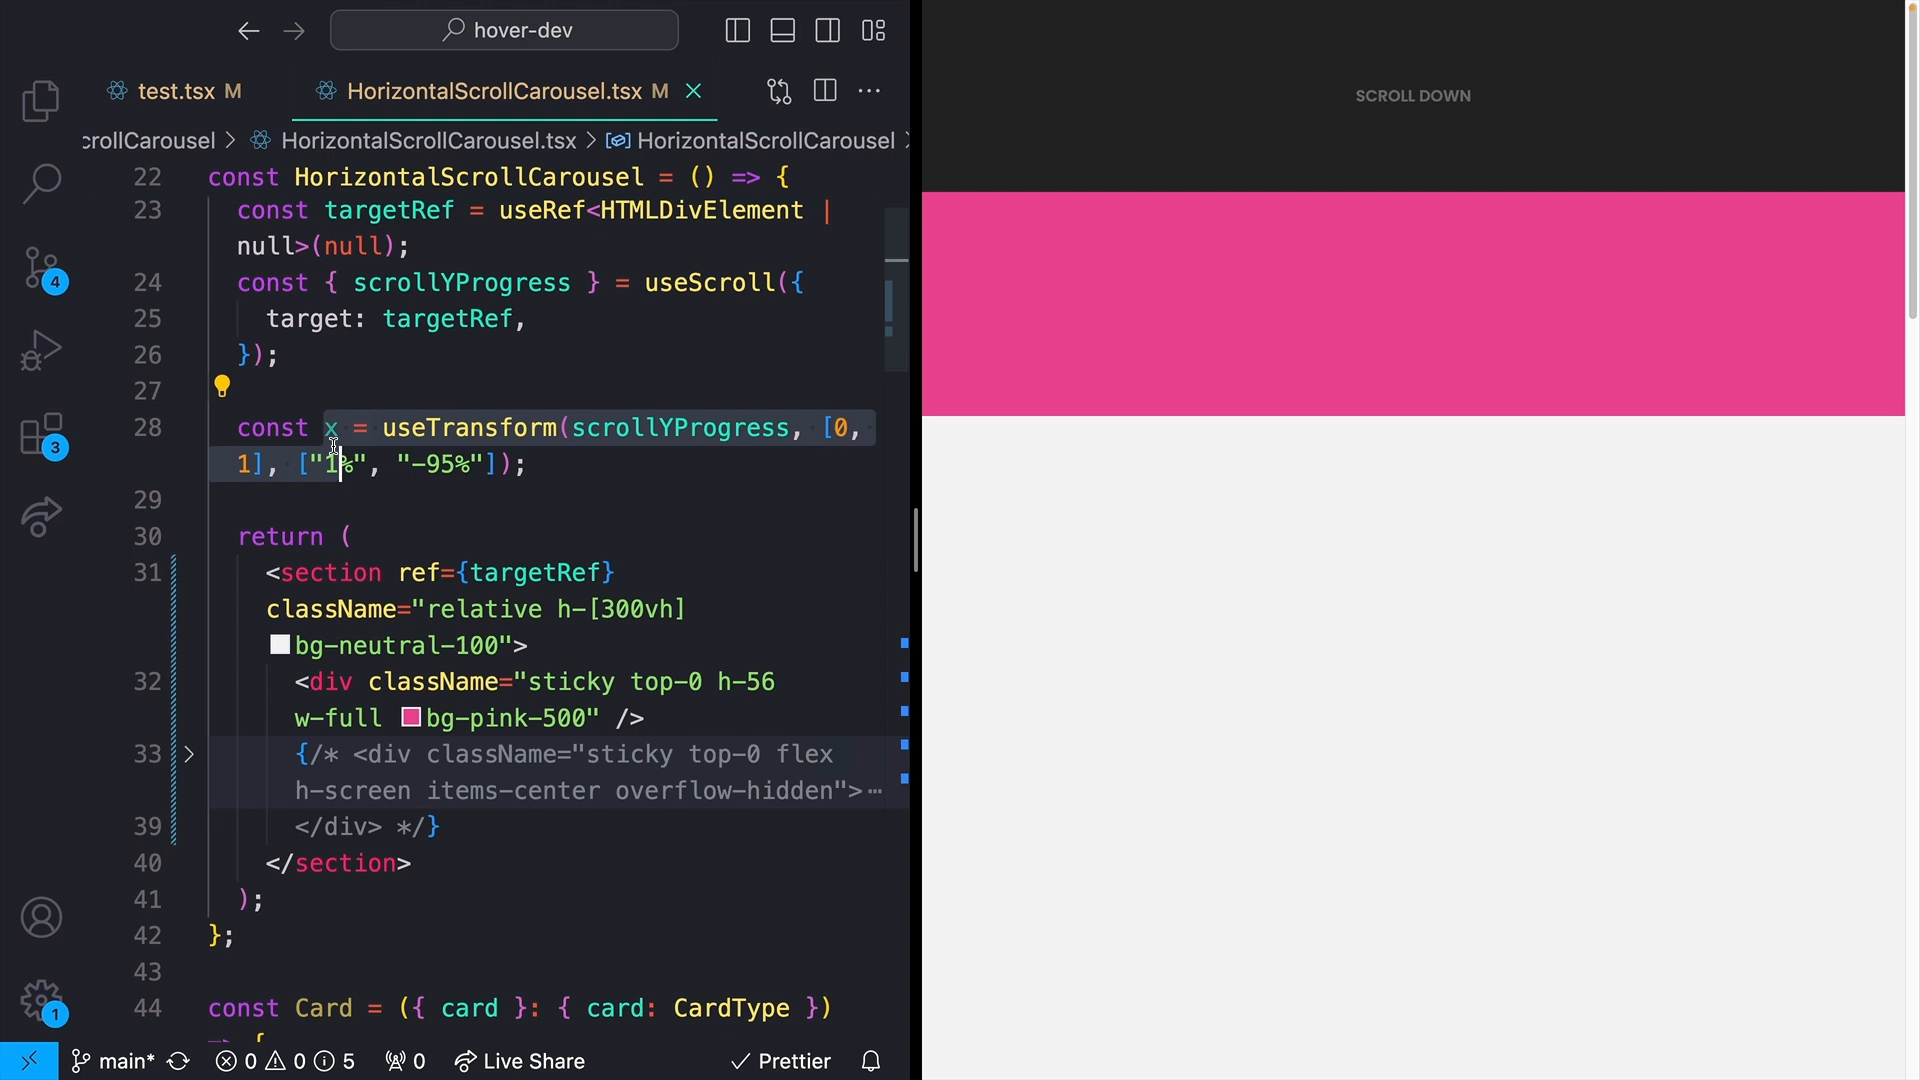 hover-dev
test.tsx M
HorizontalScrollCarousel.tsx M
crollCarousel > HorizontalScrollCarousel.tsx > HorizontalScrollCarousel >
22 const HorizontalScrollCarousel = () => {
23 const targetRef = useRef<HTMLDivElement |
null>(null);
24 const { scrollYProgress } = useScroll({
25 target: targetRef,
26 });
27
28 const x = useTransform(scrollYProgress, [0,
1], ["1%", "-95%"]);
29
30 return (
31 <section ref={targetRef}
className="relative h-[300vh]
bg-neutral-100">
32 <div className="sticky top-0 h-56
w-full bg-pink-500" />
33 {/* <div className="sticky top-0 flex
h-screen items-center overflow-hidden">⋯
39 </div> */}
40 </section>
41 );
42 };
43
44 const Card = ({ card }: { card: CardType })
=> {
4
3
1
main* 0 0 5 0 Live Share Prettier
SCROLL DOWN